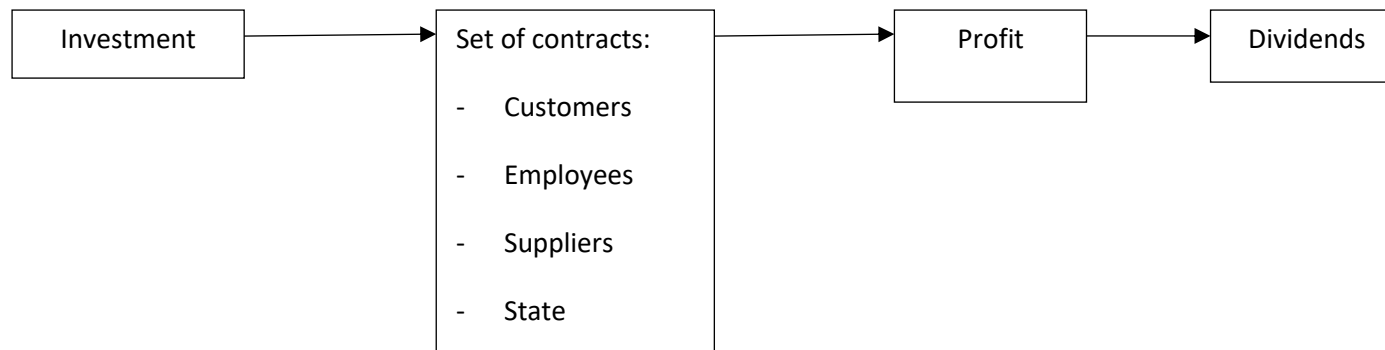 Investment
Set of contracts:
- Customers
- Employees
- Suppliers
- State
Profit
Dividends